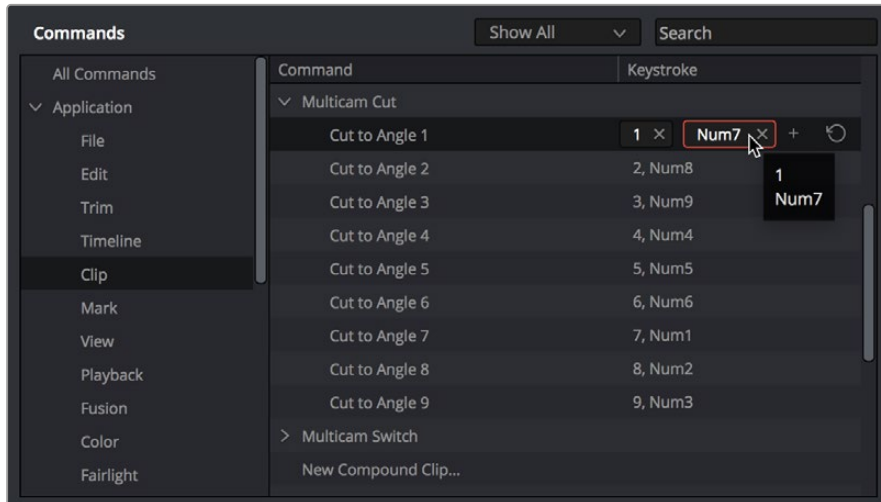 Commands
Show All
Search
All Commands
Application
File
Edit
Trim
Timeline
Clip
Mark
View
Playback
Fusion
Color
Fairlight
Command Keystroke
Multicam Cut
Cut to Angle 1 1 Num7
1
Num7
Cut to Angle 2 2, Num8
Cut to Angle 3 3, Num9
Cut to Angle 4 4, Num4
Cut to Angle 5 5, Num5
Cut to Angle 6 6, Num6
Cut to Angle 7 7, Num1
Cut to Angle 8 8, Num2
Cut to Angle 9 9, Num3
Multicam Switch
New Compound Clip...